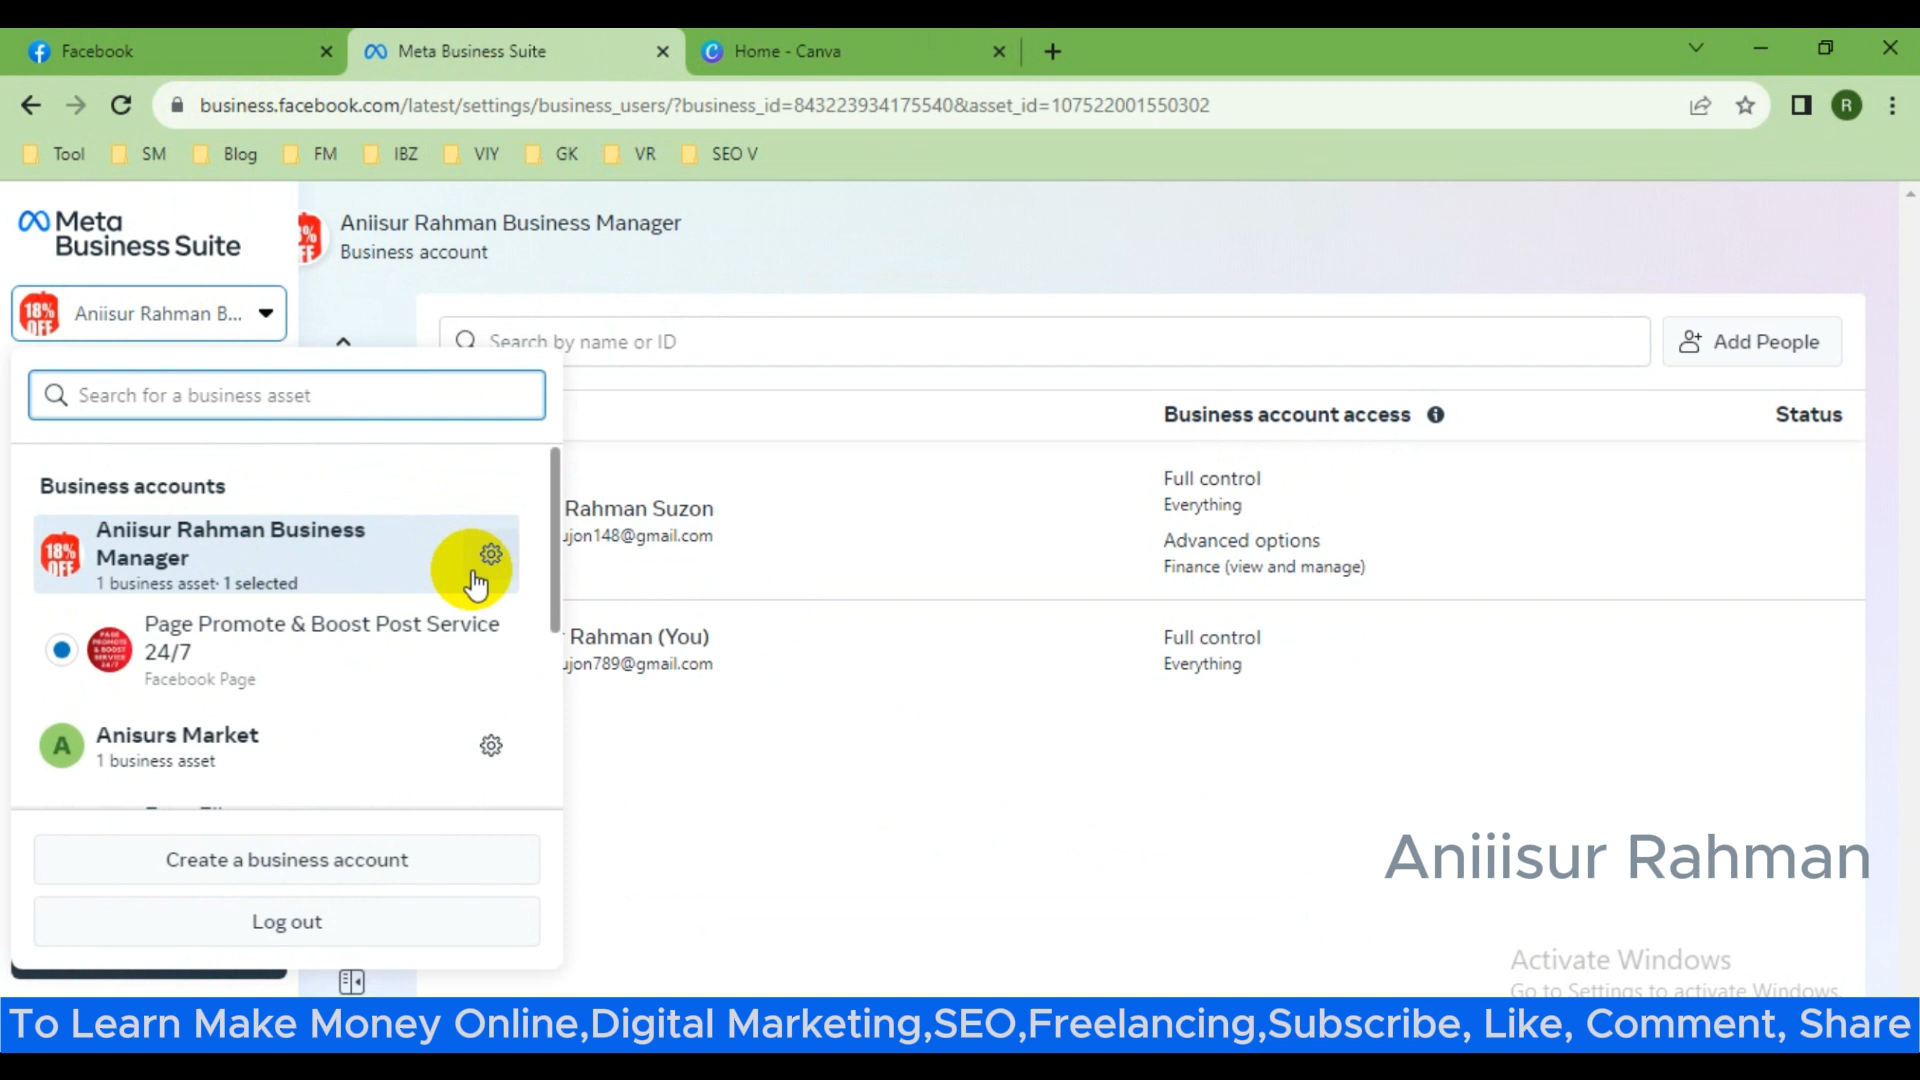 Facebook
Meta Business Suite
Home - Canva
business.facebook.com/latest/settings/business_users/?business_id=843223934175540&asset_id=107522001550302
R
Tool SM Blog FM IBZ VIY GK VR SEO V
Meta
Business Suite
Aniisur Rahman Business Manager
Business account
18%
OFF
Aniisur Rahman B...
Search by name or ID
Add People
Search for a business asset
Business account access
Status
Business accounts
Aniisur Rahman Business
Manager
1 business asset· 1 selected
18%
OFF
Page Promote & Boost Post Service
24/7
Facebook Page
Anisurs Market
1 business asset
A
Create a business account
Log out
Rahman Suzon
ujon148@gmail.com
Full control
Everything
Advanced options
Finance (view and manage)
Rahman (You)
ujon789@gmail.com
Full control
Everything
Aniiisur Rahman
Activate Windows
Go to Settings to activate Windows.
To Learn Make Money Online,Digital Marketing,SEO,Freelancing,Subscribe, Like, Comment, Share